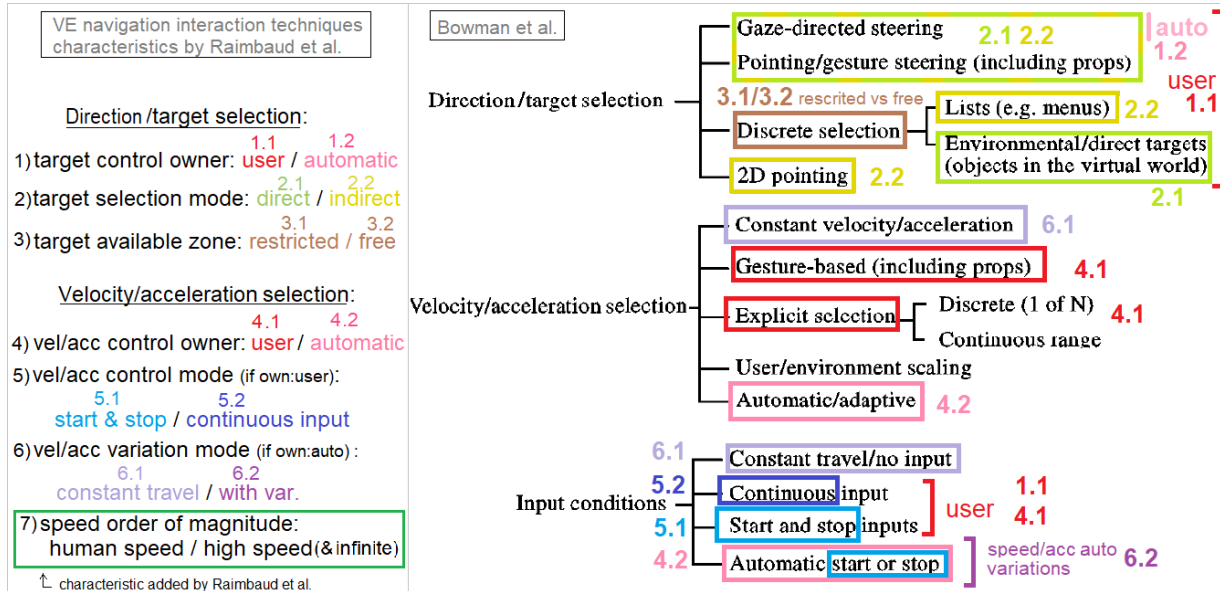 VE navigation interaction techniques
characteristics by Raimbaud et al.
Direction/target selection:
1.1 1.2
1) target control owner: user / automatic
2.1 2.2
2) target selection mode: direct / indirect
3.1 3.2
3) target available zone: restricted / free
Velocity/acceleration selection:
4.1 4.2
4) vel/acc control owner: user / automatic
5) vel/acc control mode (if own:user):
5.1 5.2
start & stop / continuous input
6) vel/acc variation mode (if own:auto) :
6.1 6.2
constant travel / with var.
7) speed order of magnitude:
human speed / high speed (& infinite)
characteristic added by Raimbaud et al.
Bowman et al.
Direction/target selection
Gaze-directed steering 2.1 2.2
Pointing/gesture steering (including props)
auto
1.2
user
1.1
3.1/3.2 rescrited vs free
Discrete selection
Lists (e.g. menus) 2.2
Environmental/direct targets
(objects in the virtual world)
2.1
2D pointing 2.2
Velocity/acceleration selection
Constant velocity/acceleration 6.1
Gesture-based (including props) 4.1
Explicit selection
Discrete (1 of N) 4.1
Continuous range
User/environment scaling
Automatic/adaptive 4.2
Input conditions
6.1 Constant travel/no input
5.2 Continuous input
5.1 Start and stop inputs
user 1.1
4.1
4.2 Automatic start or stop
speed/acc auto
variations 6.2